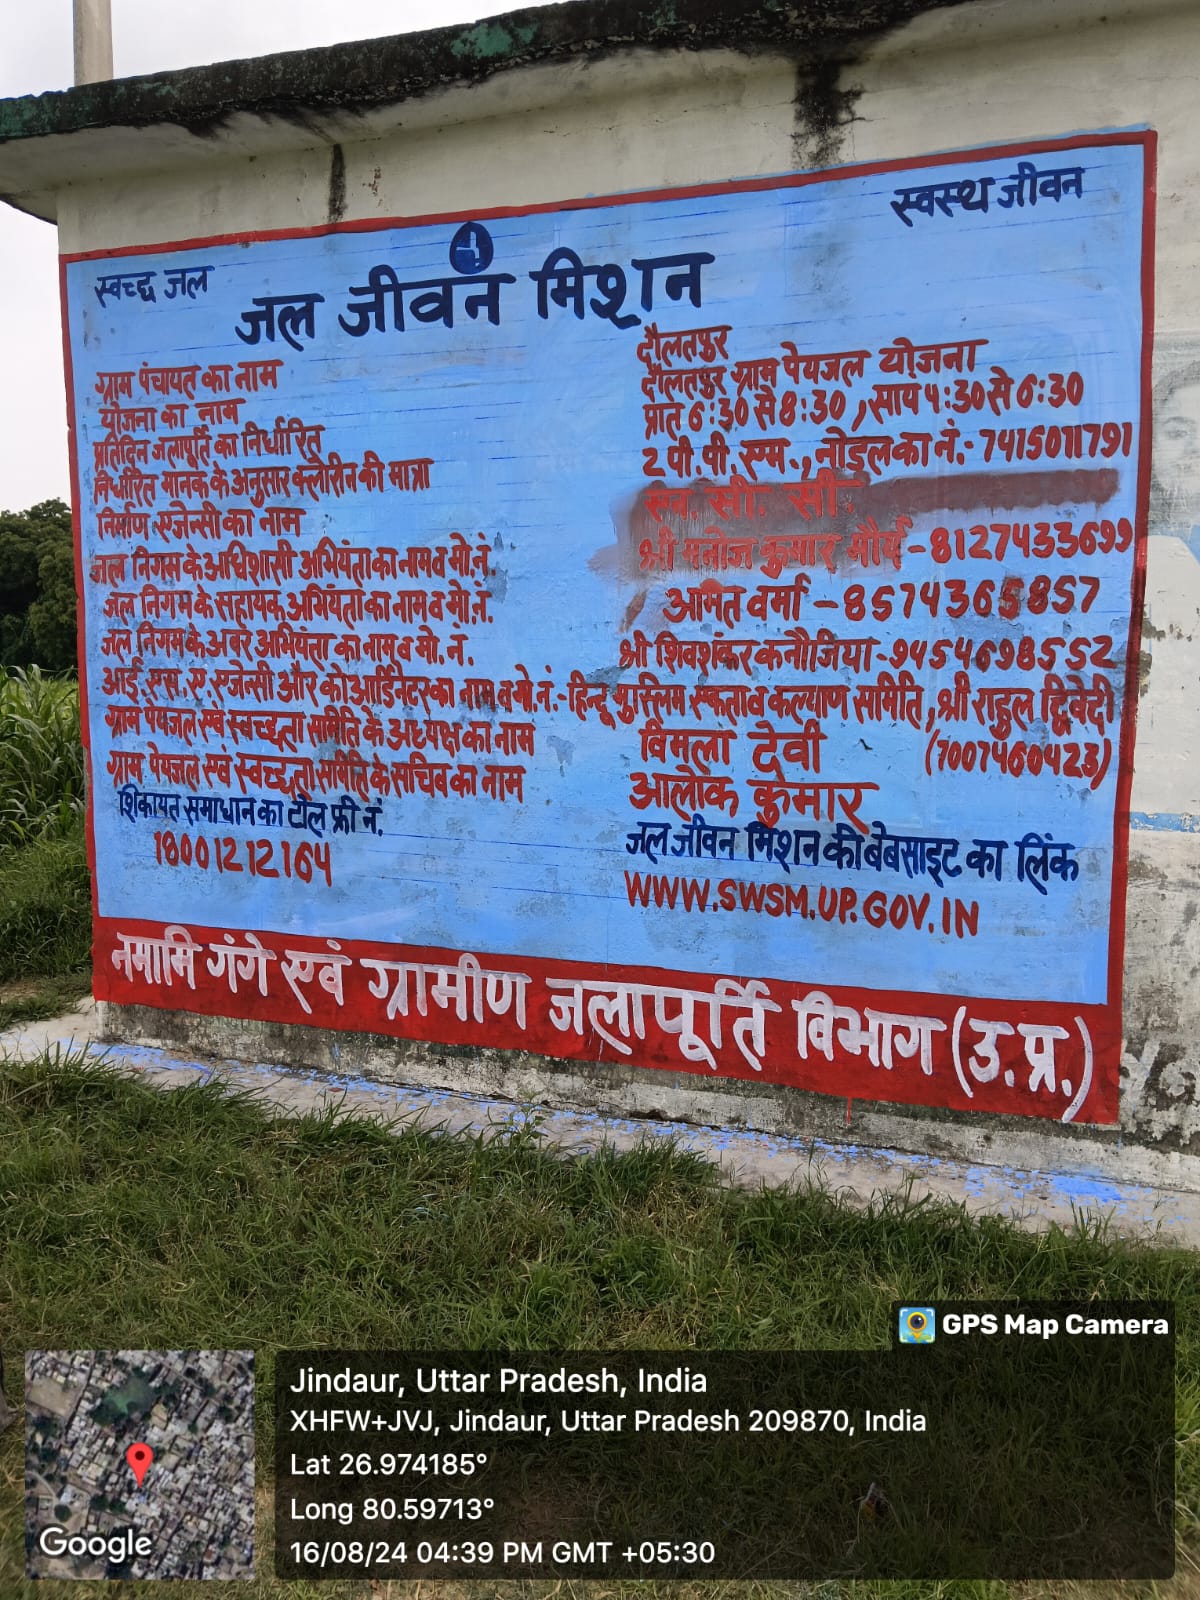 स्वस्थ जीवन
स्वच्छ जल
जल जीवन मिशन
ग्राम पंचायत का नाम दौलतपुर
योजना का नाम दौलतपुर ग्राम पेयजल योजना
प्रतिदिन जलापूर्ति का निर्धारित प्रात 6:30 से 8:30, साय 4:30 से 6:30
निर्धारित मानक के अनुसार क्लोरीन की मात्रा 2 पी.पी.एम., नोडल का नं.- 7415011791
निर्माण एजेन्सी का नाम एन. सी. सी.
जल निगम के अधिशासी अभियंता का नाम व मो.नं. श्री मनोज कुमार मौर्य -8127433699
जल निगम के सहायक अभियंता का नाम व मो.नं. अमित वर्मा -8574365857
जल निगम के अवर अभियंता का नाम व मो. नं. श्री शिवशंकर कनौजिया -9454698552
आई.एस.ए. एजेन्सी और कोआर्डिनेटर का नाम व मो.नं.- हिन्दू मुस्लिम एकता व कल्याण समिति, श्री राहुल द्विवेदी
ग्राम पेयजल एवं स्वच्छता समिति के अध्यक्ष का नाम विमला देवी (7007460423)
ग्राम पेयजल एवं स्वच्छता समिति के सचिव का नाम आलोक कुमार
शिकायत समाधान का टोल फ्री नं. जल जीवन मिशन की बेबसाइट का लिंक
18001212164 WWW.SWSM.UP.GOV.IN
नमामि गंगे एवं ग्रामीण जलापूर्ति विभाग (उ.प्र.)
GPS Map Camera
Jindaur, Uttar Pradesh, India
XHFW+JVJ, Jindaur, Uttar Pradesh 209870, India
Lat 26.974185°
Long 80.59713°
16/08/24 04:39 PM GMT +05:30
Google